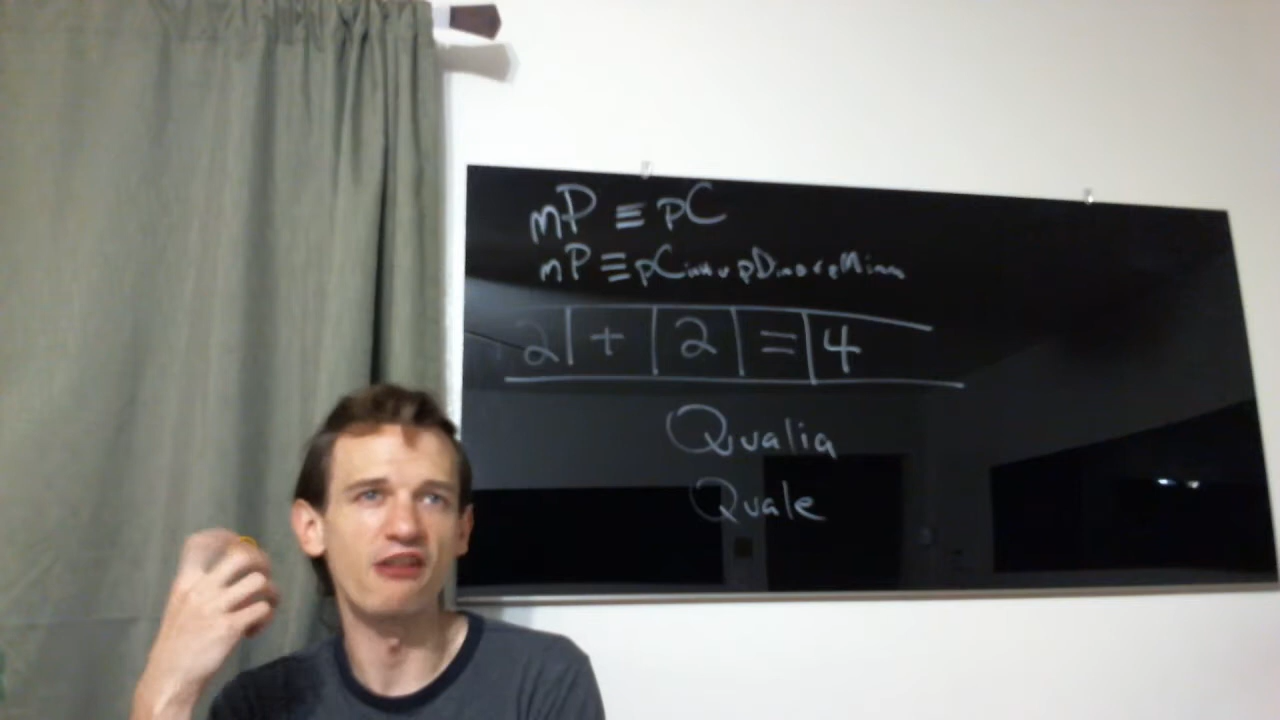 mP ≡ pC
mP ≡ pC
2 + 2 = 4
Qualia
Quale